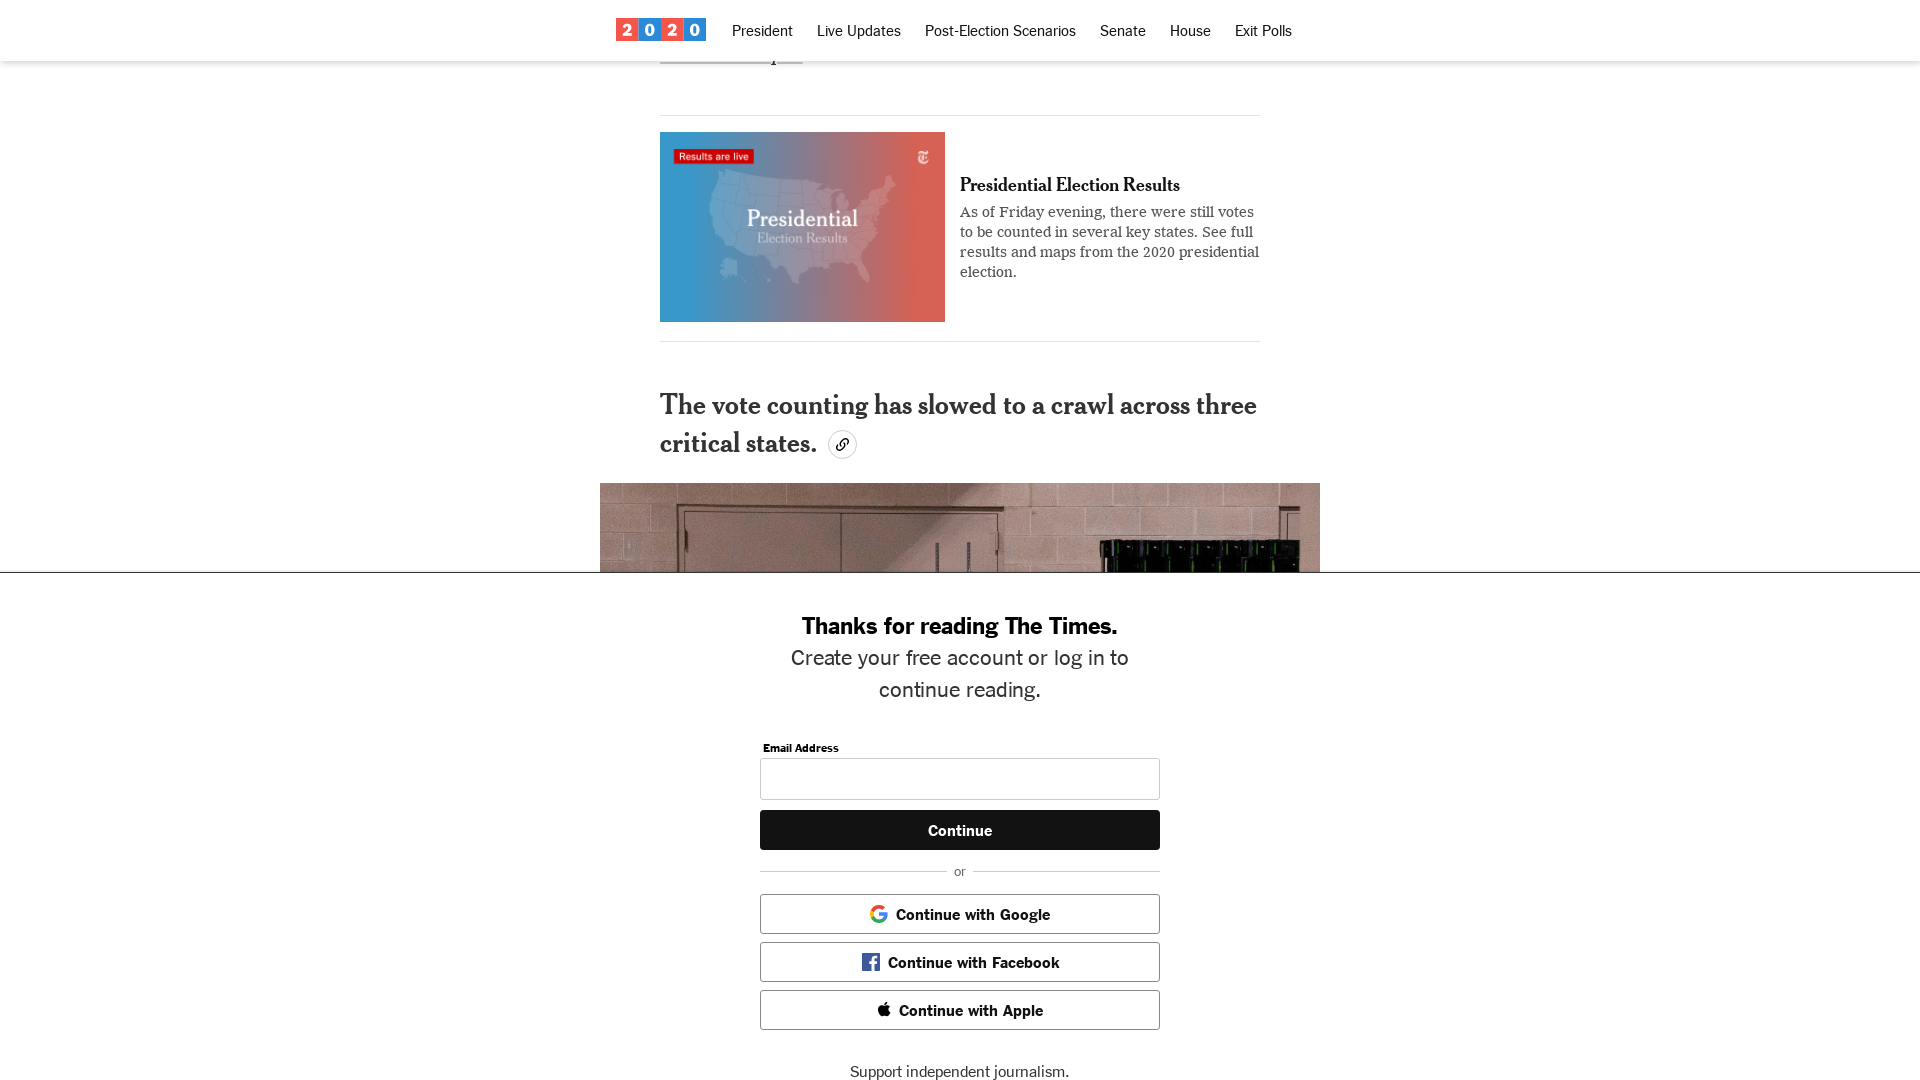 2020 President Live Updates Post-Election Scenarios Senate House Exit Polls
Results are live
Presidential
Election Results
Presidential Election Results
As of Friday evening, there were still votes
to be counted in several key states. See full
results and maps from the 2020 presidential
election.
The vote counting has slowed to a crawl across three
critical states.
Thanks for reading The Times.
Create your free account or log in to
continue reading.
Email Address
Continue
or
Continue with Google
Continue with Facebook
Continue with Apple
Support independent journalism.